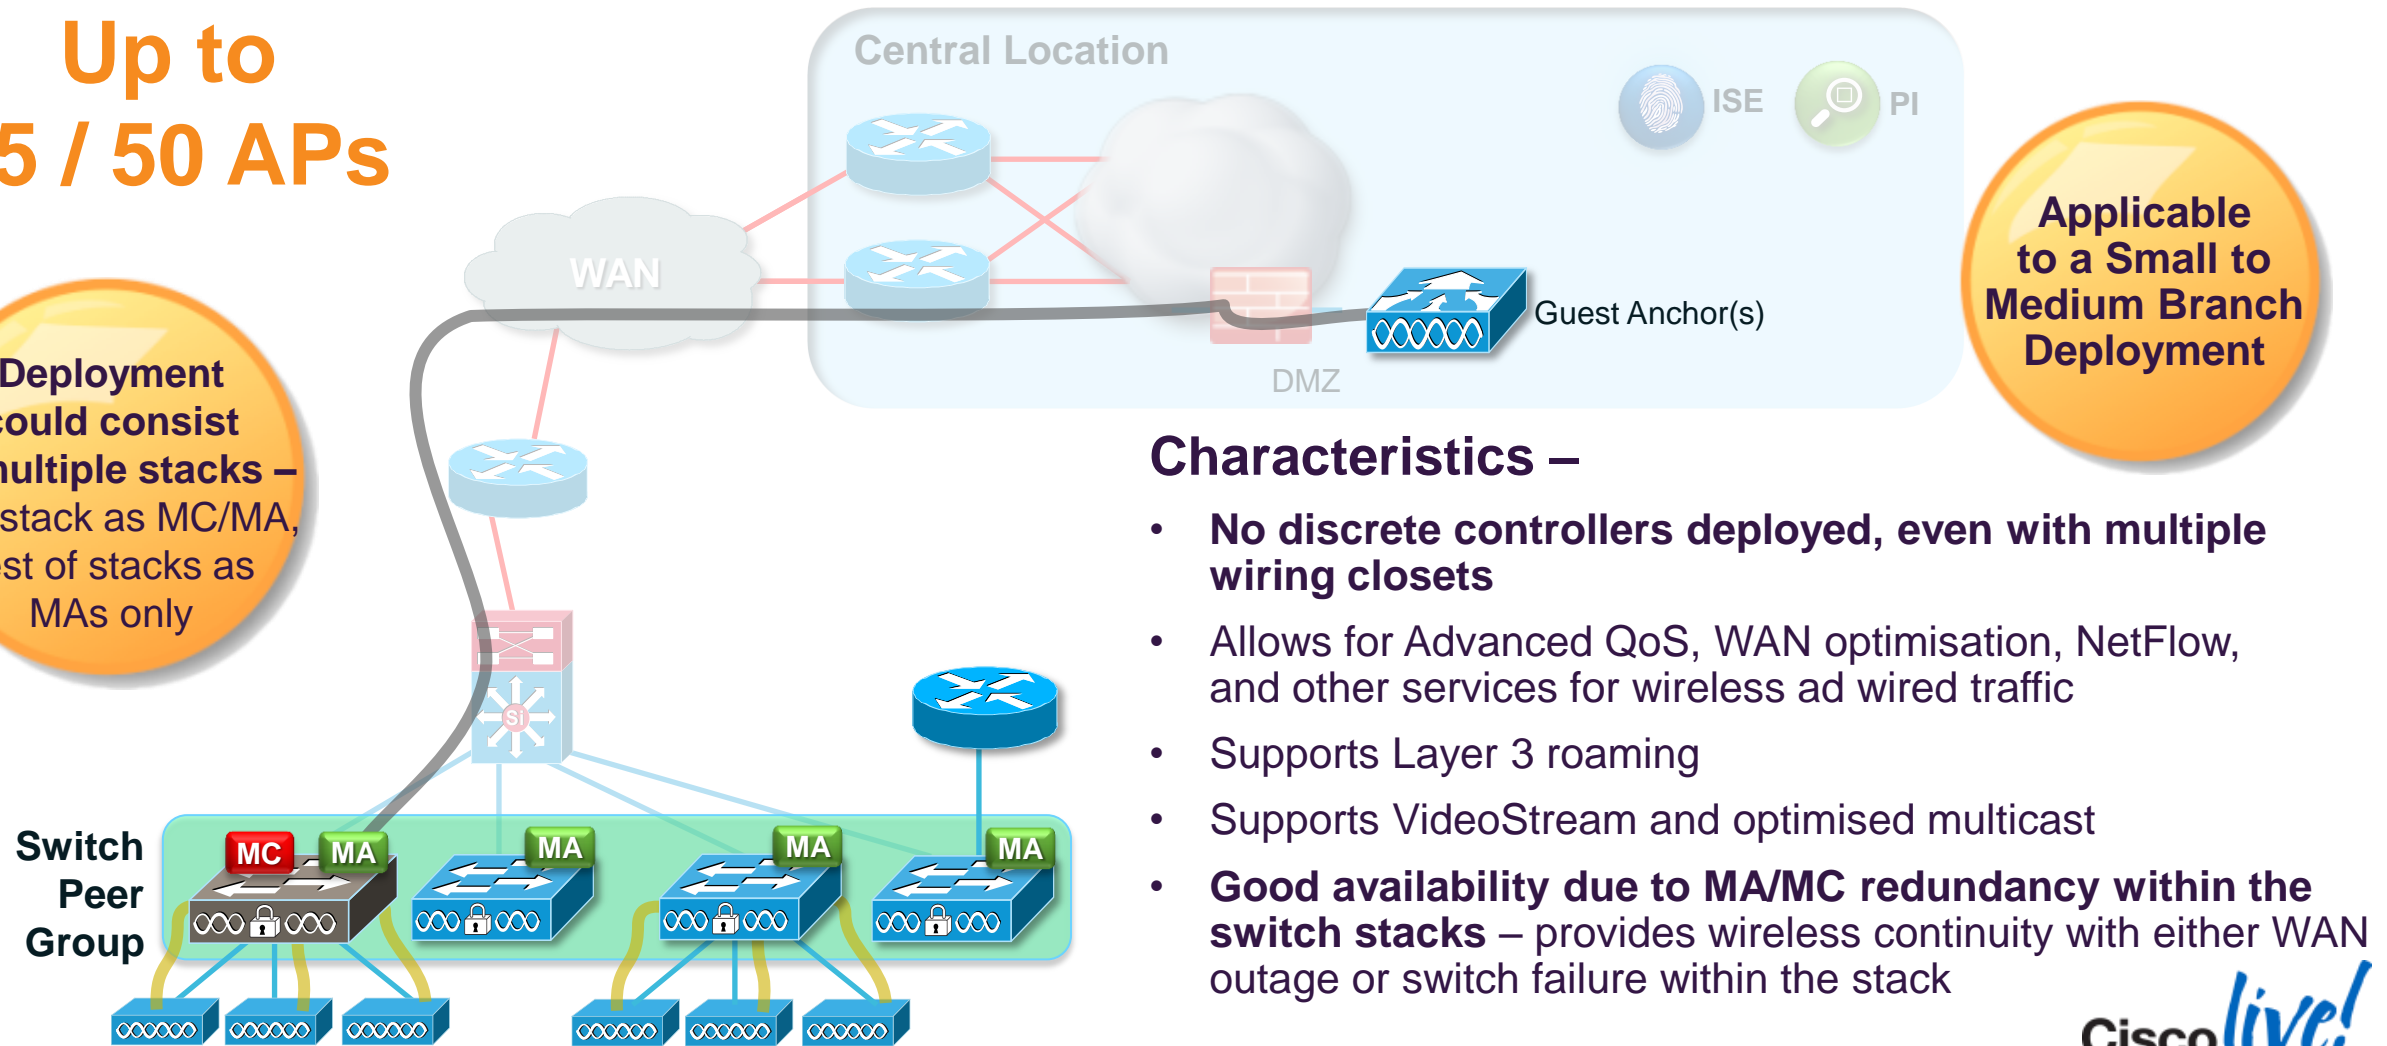 Up to
5 / 50 APs
Central Location
ISE
PI
Applicable
to a Small to
Medium Branch
Deployment
WAN
Guest Anchor(s)
DMZ
Deployment
could consist
multiple stacks –
stack as MC/MA,
est of stacks as
MAs only
Characteristics –
• No discrete controllers deployed, even with multiple
wiring closets
• Allows for Advanced QoS, WAN optimisation, NetFlow,
and other services for wireless ad wired traffic
• Supports Layer 3 roaming
• Supports VideoStream and optimised multicast
• Good availability due to MA/MC redundancy within the
switch stacks – provides wireless continuity with either WAN
outage or switch failure within the stack
Si
Switch
Peer
Group
MC
MA
MA
MA
MA
Cisco live!